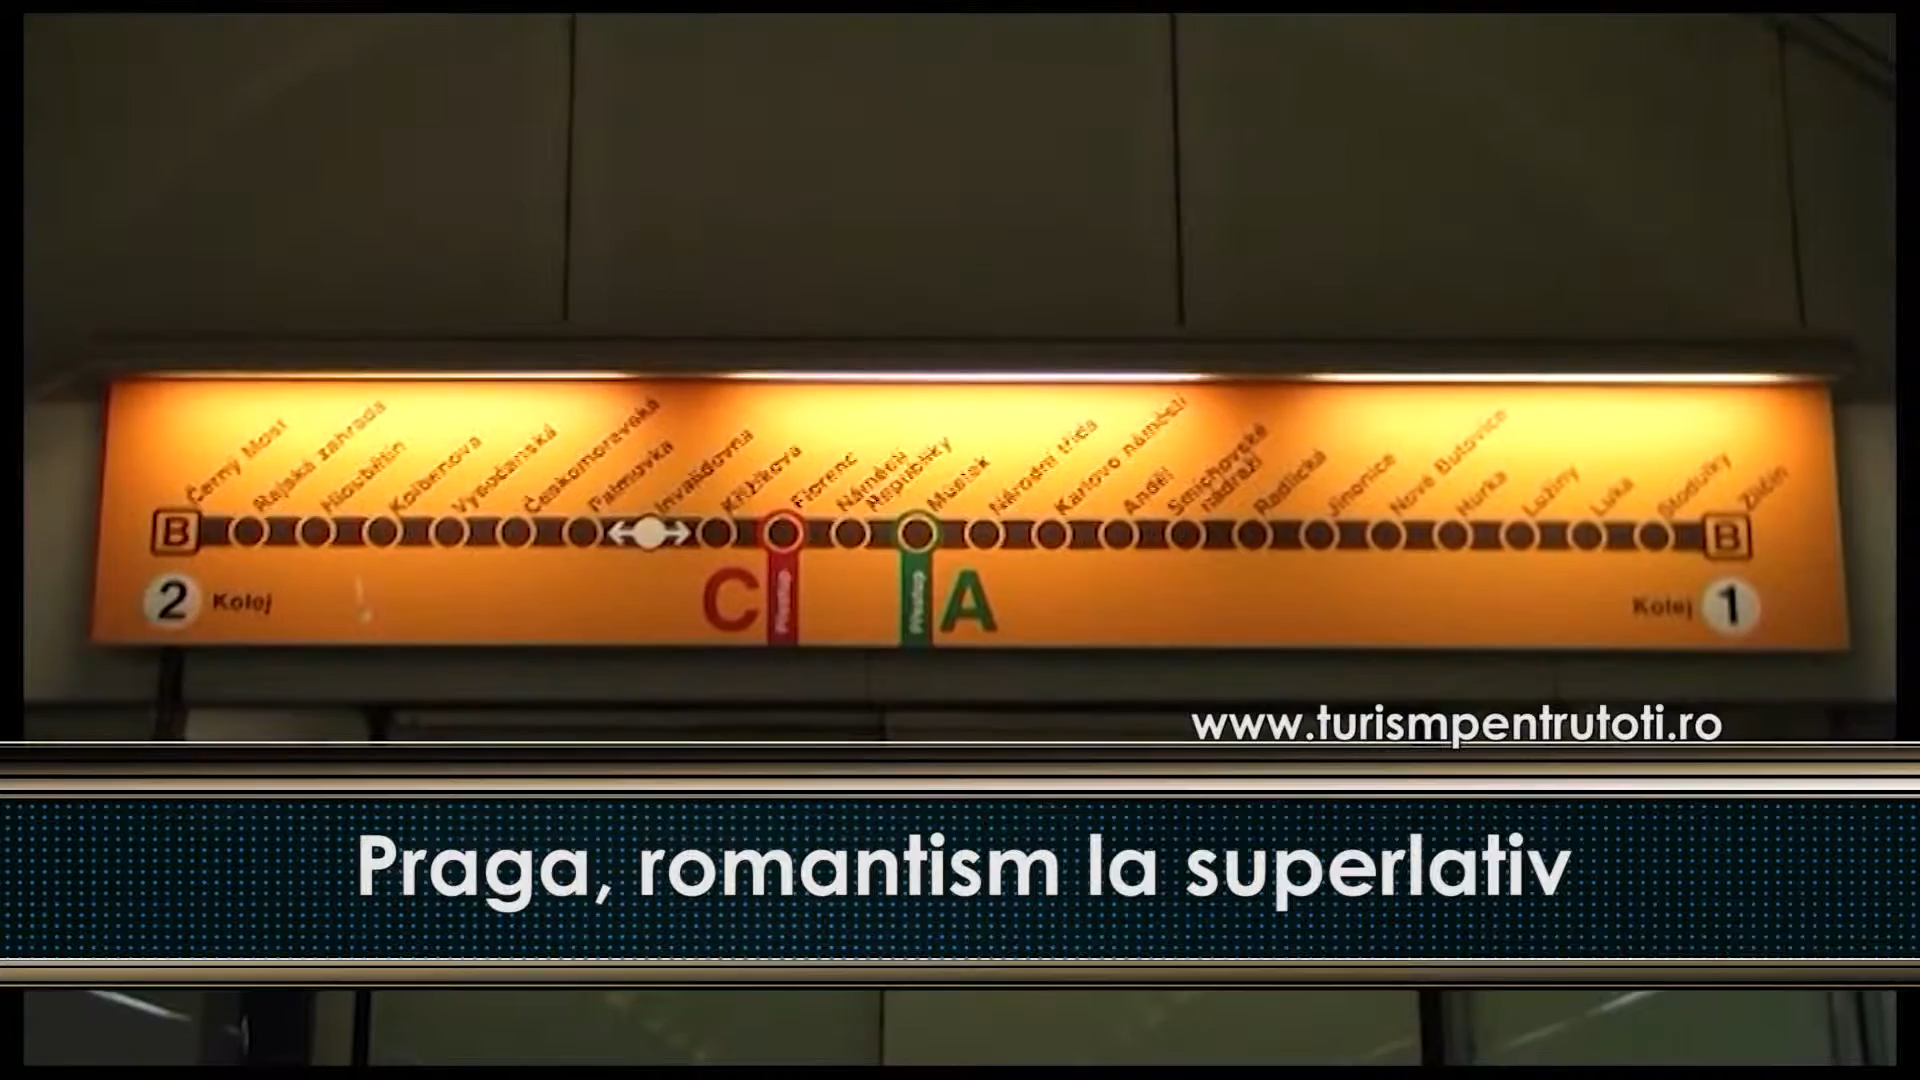 Černý Most
Rajská zahrada
Hloubětín
Kolbenova
Vysočanská
Českomoravská
Palmovka
Invalidovna
Křižíkova
Florenc
Náměstí
Republiky
Můstek
Národní třída
Karlovo náměstí
Anděl
Smíchovské
nádraží
Radlická
Jinonice
Nové Butovice
Hůrka
Lužiny
Luka
Stodůlky
Zličín
B
B
2 Kolej
C
Přestup
Přestup
A
Kolej 1
www.turismpentrutoti.ro
Praga, romantism la superlativ